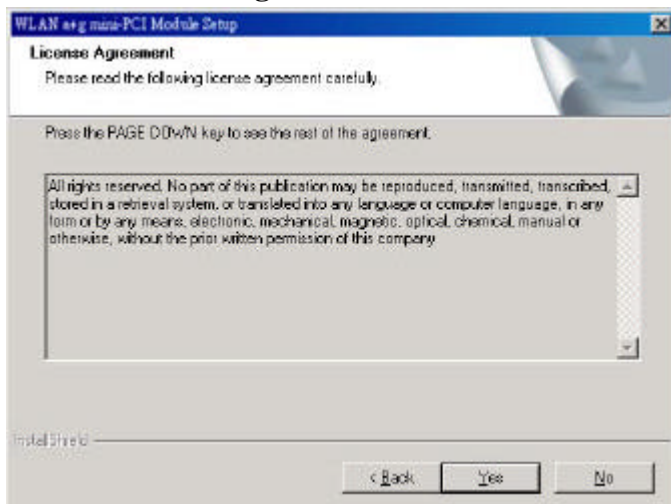 WLAN a+g mini-PCI Module Setup
License Agreement
Please read the following license agreement carefully.
Press the PAGE DOWN key to see the rest of the agreement.
All rights reserved. No part of this publication may be reproduced, transmitted, transcribed,
stored in a retrieval system, or translated into any language or computer language, in any
form or by any means, electronic, mechanical, magnetic, optical, chemical, manual or
otherwise, without the prior written permission of this company
InstallShield
< Back
Yes
No